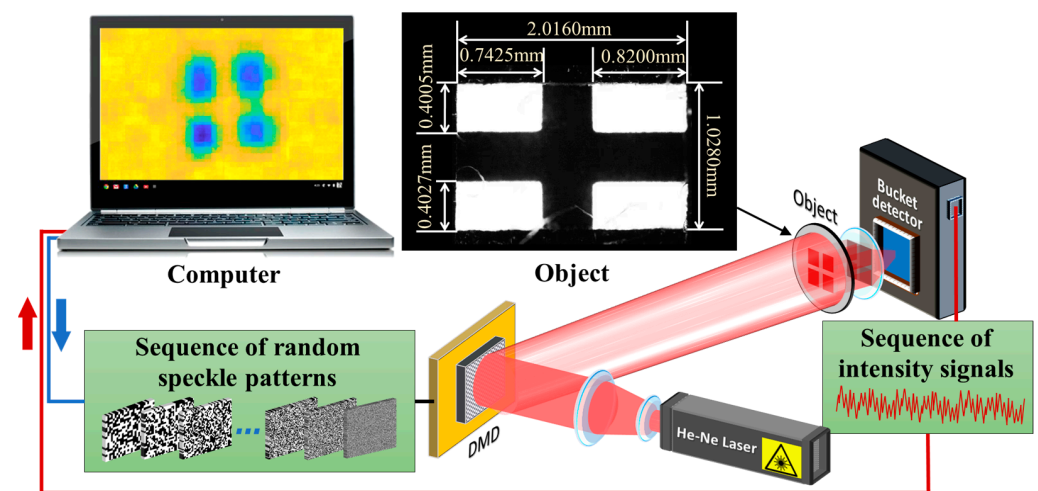 2.0160mm
0.7425mm
0.8200mm
0.4005mm
0.4027mm
1.0280mm
Computer
Object
Object
Bucket
detector
Sequence of random
speckle patterns
DMD
He-Ne Laser
Sequence of
intensity signals